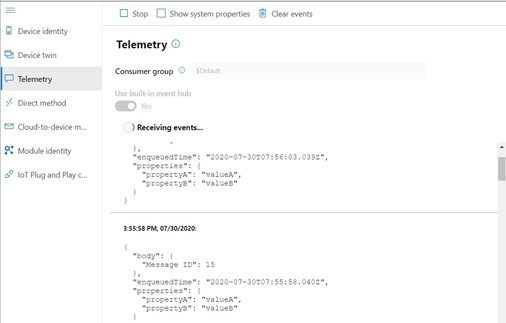 Stop Show system properties Clear events
Device identity
Device twin
Telemetry
Direct method
Cloud-to-device m...
Module identity
IoT Plug and Play c...
Telemetry
Consumer group $Default
Use built-in event hub
Yes
Receiving events...
},
"enqueuedTime": "2020-07-30T07:56:03.039Z",
"properties": {
"propertyA": "valueA",
"propertyB": "valueB"
}
}
3:55:58 PM, 07/30/2020:
{
"body": {
"Message ID": 15
},
"enqueuedTime": "2020-07-30T07:55:58.040Z",
"properties": {
"propertyA": "valueA",
"propertyB": "valueB"
}